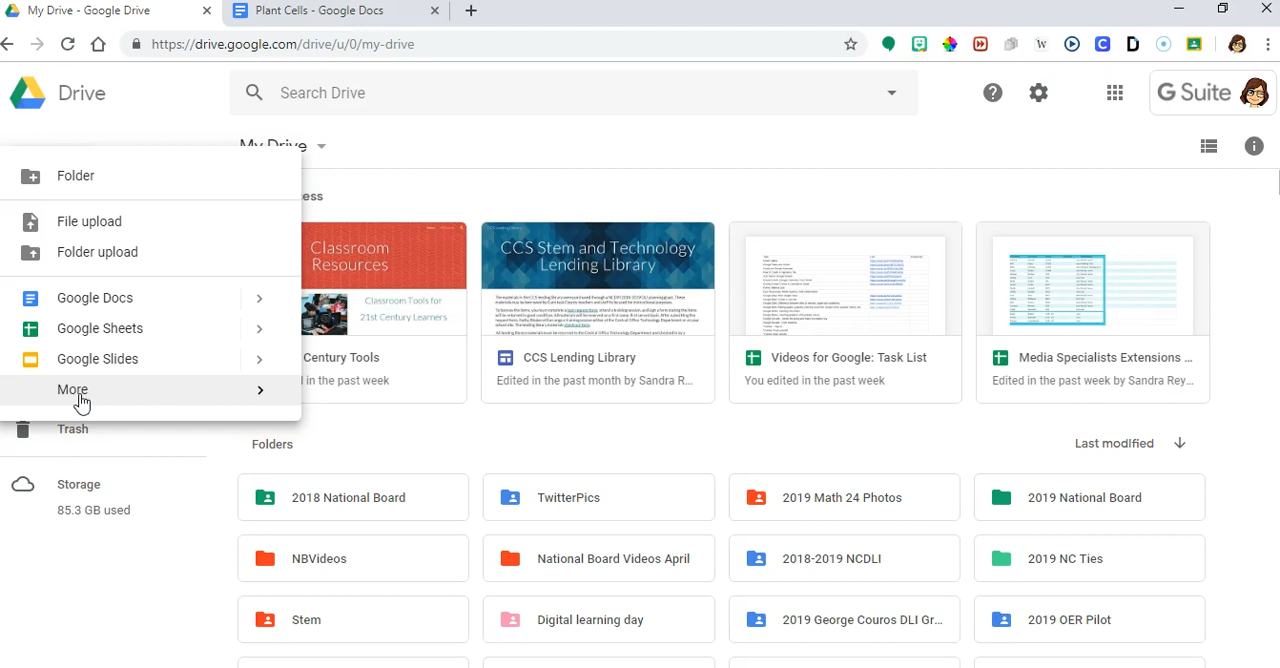 My Drive - Google Drive
Plant Cells - Google Docs
https://drive.google.com/drive/u/0/my-drive
W
C
D
Drive
Search Drive
G Suite
My Drive
Folder
File upload
Folder upload
Google Docs
Google Sheets
Google Slides
More
Trash
Storage
85.3 GB used
ess
Classroom
Resources
Classroom Tools for
21st Century Learners
Century Tools
in the past week
CCS Stem and Technology
Lending Library
CCS Lending Library
Edited in the past month by Sandra R...
Videos for Google: Task List
You edited in the past week
Media Specialists Extensions ...
Edited in the past week by Sandra Rey...
Folders
Last modified
2018 National Board
TwitterPics
2019 Math 24 Photos
2019 National Board
NBVideos
National Board Videos April
2018-2019 NCDLI
2019 NC Ties
Stem
Digital learning day
2019 George Couros DLI Gr...
2019 OER Pilot